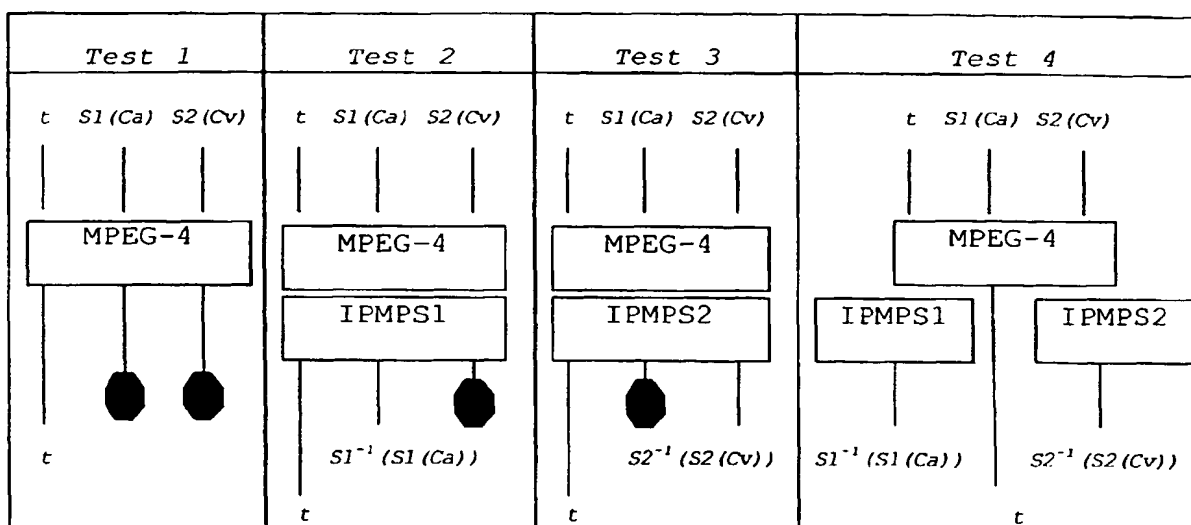 Test 1 Test 2 Test 3 Test 4
t S1(Ca) S2(Cv) t S1(Ca) S2(Cv) t S1(Ca) S2(Cv) t S1(Ca) S2(Cv)
MPEG-4 MPEG-4 MPEG-4 MPEG-4
IPMPS1 IPMPS2 IPMPS1 IPMPS2
t S1⁻¹(S1(Ca)) S2⁻¹(S2(Cv)) S1⁻¹(S1(Ca)) S2⁻¹(S2(Cv))
t t t